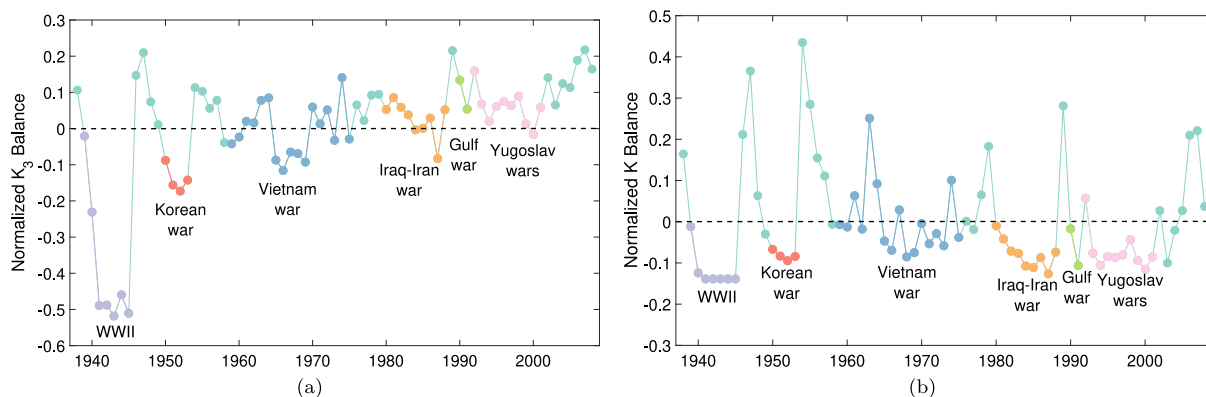 0.3
0.2
0.1
0
-0.1
-0.2
-0.3
-0.4
-0.5
-0.6
Normalized K3 Balance
WWII
Korean
war
Vietnam
war
Iraq-Iran
war
Gulf
war
Yugoslav
wars
1940 1950 1960 1970 1980 1990 2000
(a)
0.5
0.4
0.3
0.2
0.1
0
-0.1
-0.2
-0.3
Normalized K Balance
WWII
Korean
war
Vietnam
war
Iraq-Iran
war
Gulf
war
Yugoslav
wars
1940 1950 1960 1970 1980 1990 2000
(b)